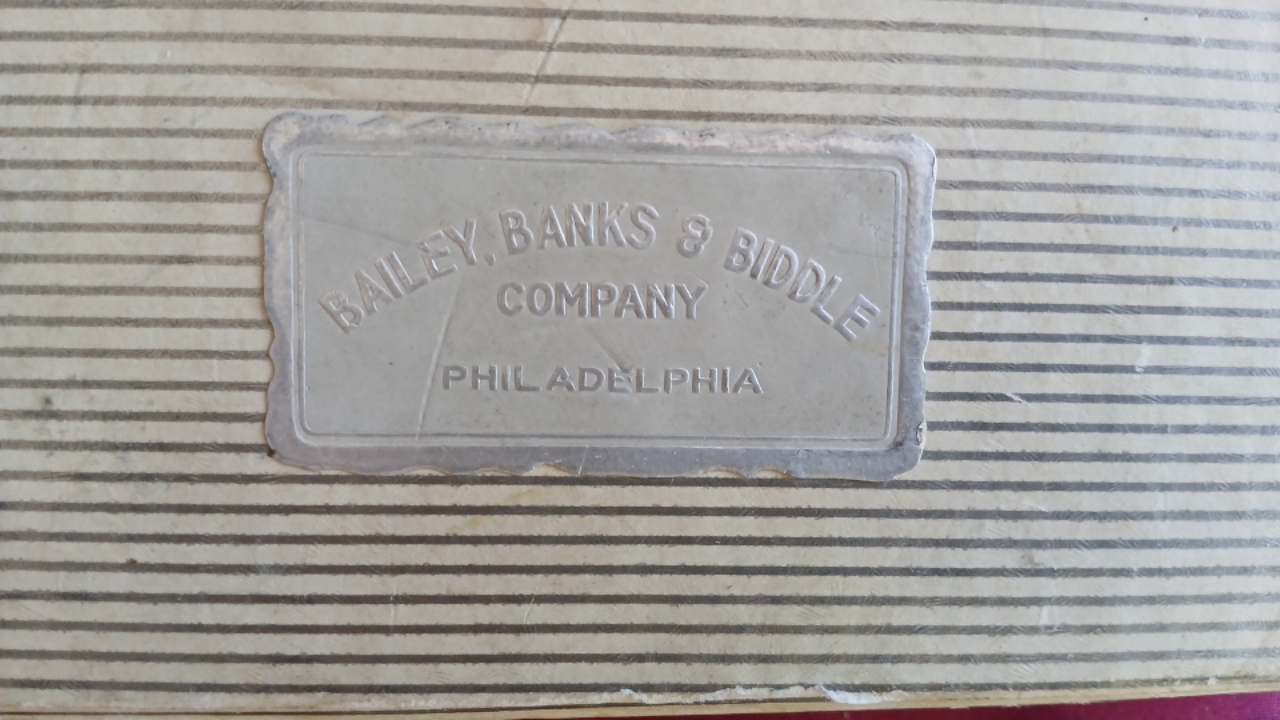 BAILEY, BANKS & BIDDLE
COMPANY
PHILADELPHIA